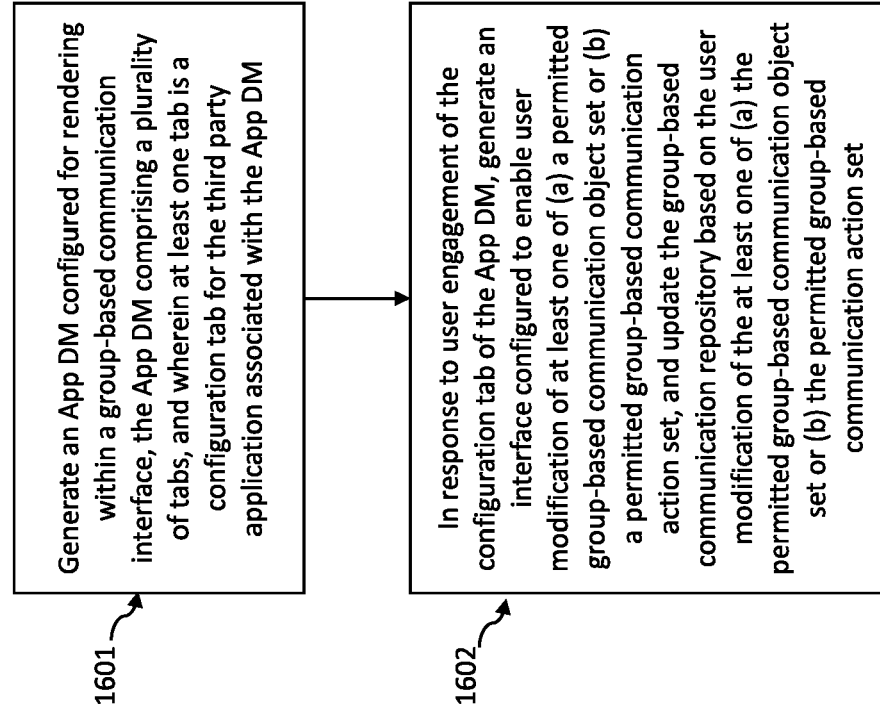 1601
Generate an App DM configured for rendering
within a group-based communication
interface, the App DM comprising a plurality
of tabs, and wherein at least one tab is a
configuration tab for the third party
application associated with the App DM
1602
In response to user engagement of the
configuration tab of the App DM, generate an
interface configured to enable user
modification of at least one of (a) a permitted
group-based communication object set or (b)
a permitted group-based communication
action set, and update the group-based
communication repository based on the user
modification of the at least one of (a) the
permitted group-based communication object
set or (b) the permitted group-based
communication action set